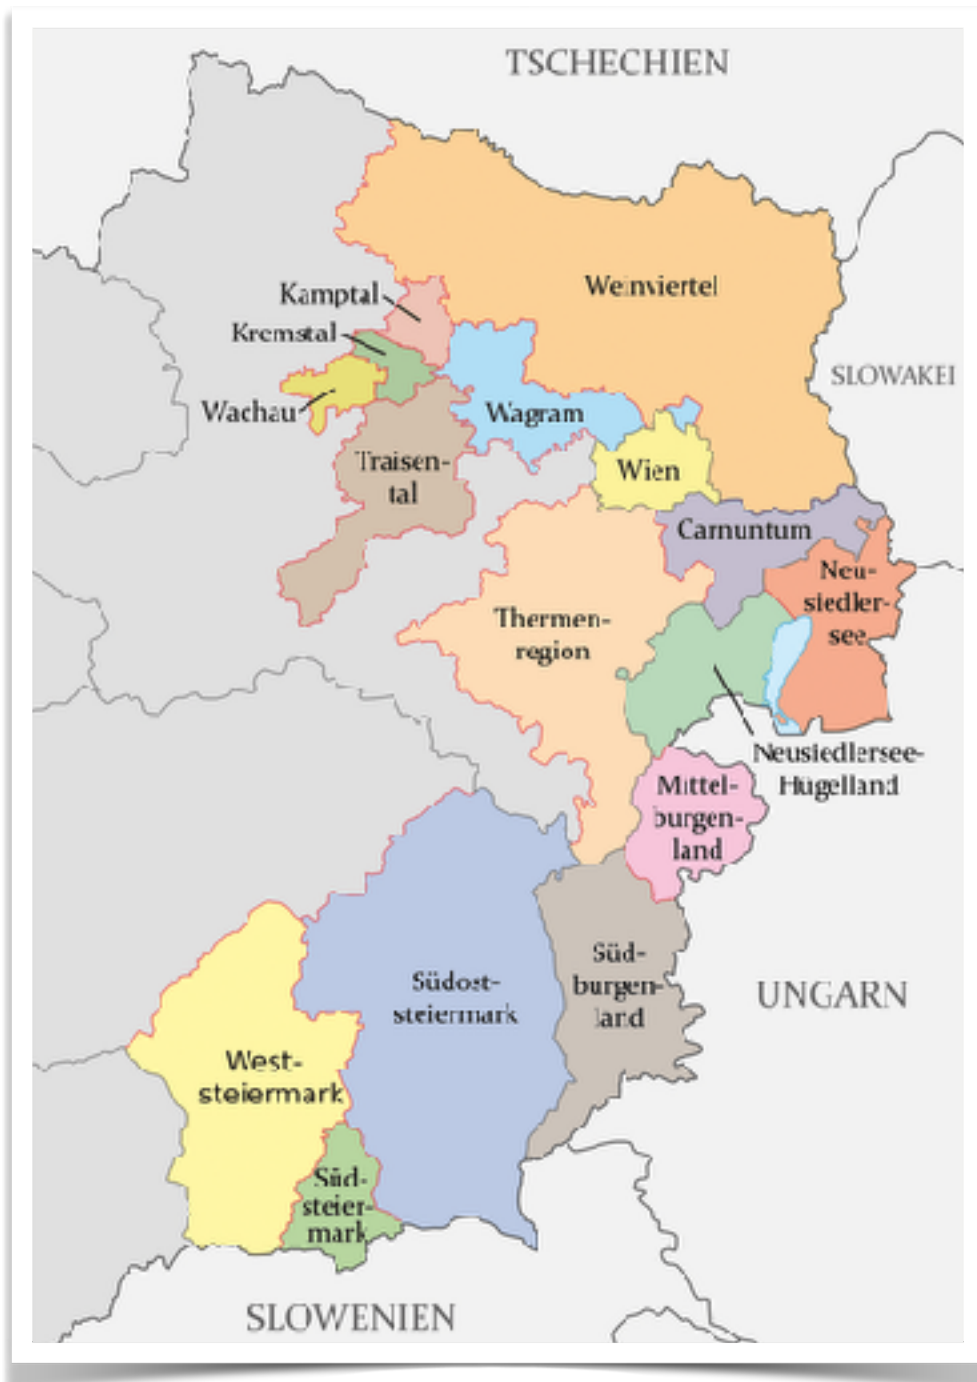 TSCHECHIEN
Weinviertel
Kamptal
Kremstal
SLOWAKEI
Wachau
Wagram
Traisen-
tal
Wien
Carnuntum
Neu-
siedler-
see
Thermen-
region
Neusiedlersee-
Hügelland
Mittel-
burgen-
land
Süd-
burgen-
land
Südost-
steiermark
UNGARN
West-
steiermark
Süd-
steier-
mark
SLOWENIEN